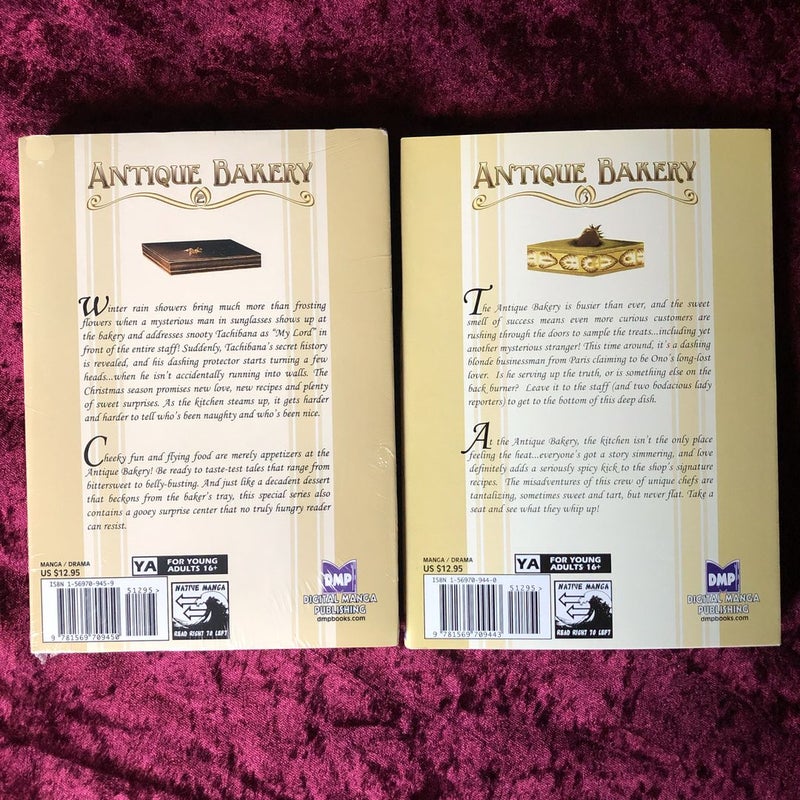 ANTIQUE BAKERY
2
Winter rain showers bring much more than frosting
flowers when a mysterious man in sunglasses shows up at
the bakery and addresses snooty Tachibana as "My Lord" in
front of the entire staff! Suddenly, Tachibana's secret history
is revealed, and his dashing protector starts turning a few
heads...when he isn't accidentally running into walls. The
Christmas season promises new love, new recipes and plenty
of sweet surprises. As the kitchen steams up, it gets harder
and harder to tell who's been naughty and who's been nice.
Cheeky fun and flying food are merely appetizers at the
Antique Bakery! Be ready to taste-test tales that range from
bittersweet to belly-busting. And just like a decadent dessert
that beckons from the baker's tray, this special series also
contains a gooey surprise center that no truly hungry reader
can resist.
MANGA / DRAMA
US $12.95
YA FOR YOUNG
ADULTS 16+
ISBN 1-56970-945-9
51295>
9 781569 709450
NATIVE MANGA
READ RIGHT TO LEFT
DMP
DIGITAL MANGA
PUBLISHING
dmpbooks.com
ANTIQUE BAKERY
3
The Antique Bakery is busier than ever, and the sweet
smell of success means even more curious customers are
rushing through the doors to sample the treats...including yet
another mysterious stranger! This time around, it's a dashing
blonde businessman from Paris claiming to be Ono's long-lost
lover. Is he serving up the truth, or is something else on the
back burner? Leave it to the staff (and two bodacious lady
reporters) to get to the bottom of this deep dish.
At the Antique Bakery, the kitchen isn't the only place
feeling the heat...everyone's got a story simmering, and love
definitely adds a seriously spicy kick to the shop's signature
recipes. The misadventures of this crew of unique chefs are
tantalizing, sometimes sweet and tart, but never flat. Take a
seat and see what they whip up!
MANGA / DRAMA
US $12.95
YA FOR YOUNG
ADULTS 16+
ISBN 1-56970-944-0
51295>
9 781569 709443
NATIVE MANGA
READ RIGHT TO LEFT
DMP
DIGITAL MANGA
PUBLISHING
dmpbooks.com